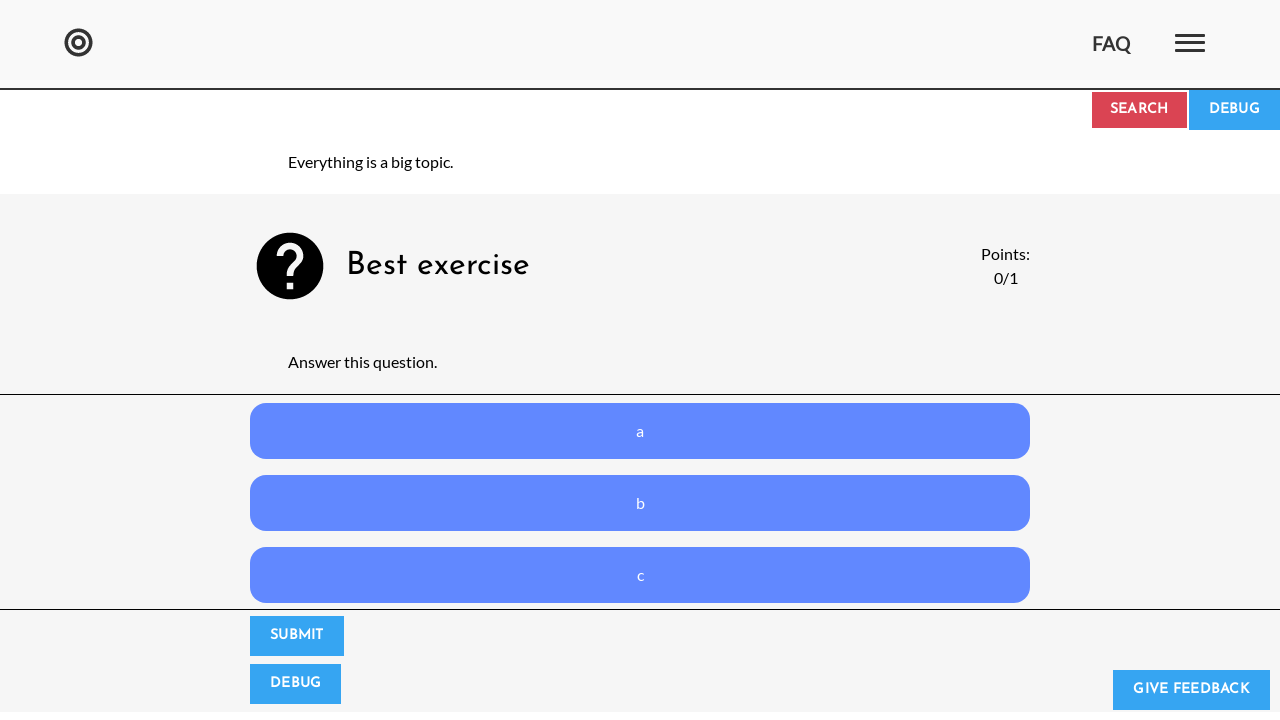 FAQ
SEARCH
DEBUG
Everything is a big topic.
Best exercise
Points:
0/1
Answer this question.
a
b
c
SUBMIT
DEBUG
GIVE FEEDBACK